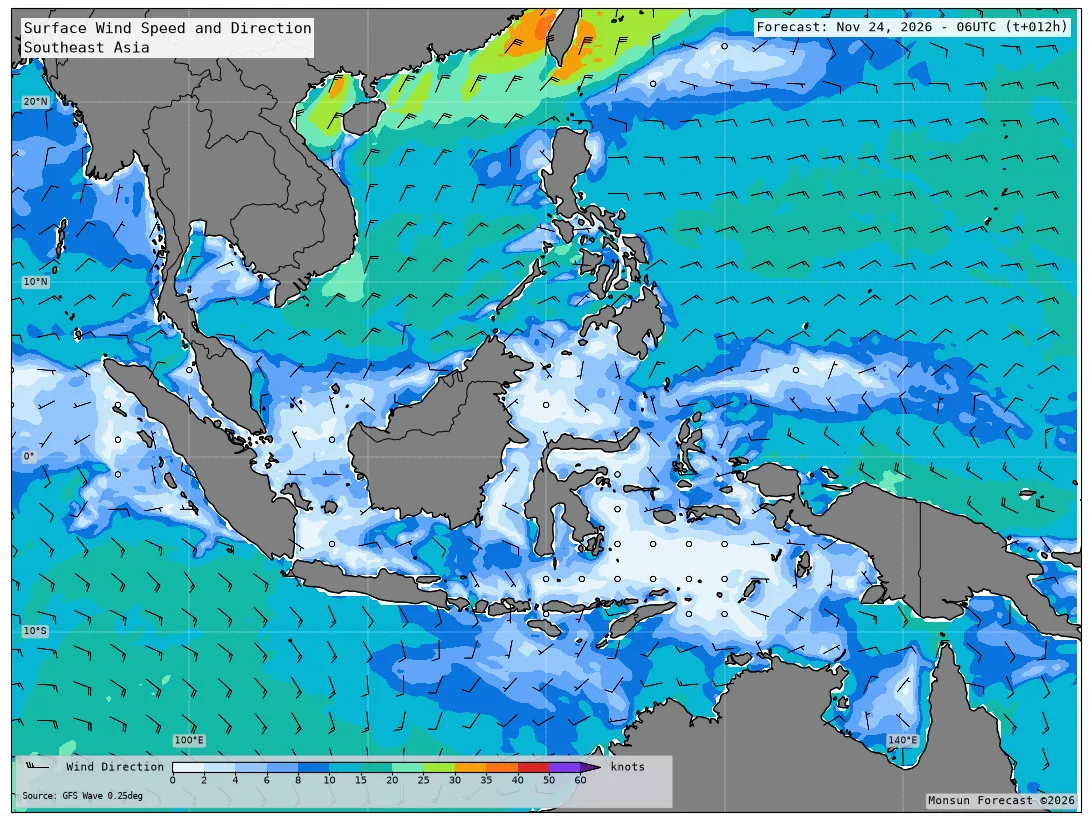 Surface Wind Speed and Direction
Southeast Asia
Forecast: Nov 24, 2026 - 06UTC (t+012h)
20°N
10°N
0°
10°S
100°E
140°E
Wind Direction
knots
0 2 4 6 8 10 15 20 25 30 35 40 50 60
Source: GFS Wave 0.25deg
Monsun Forecast ©2026